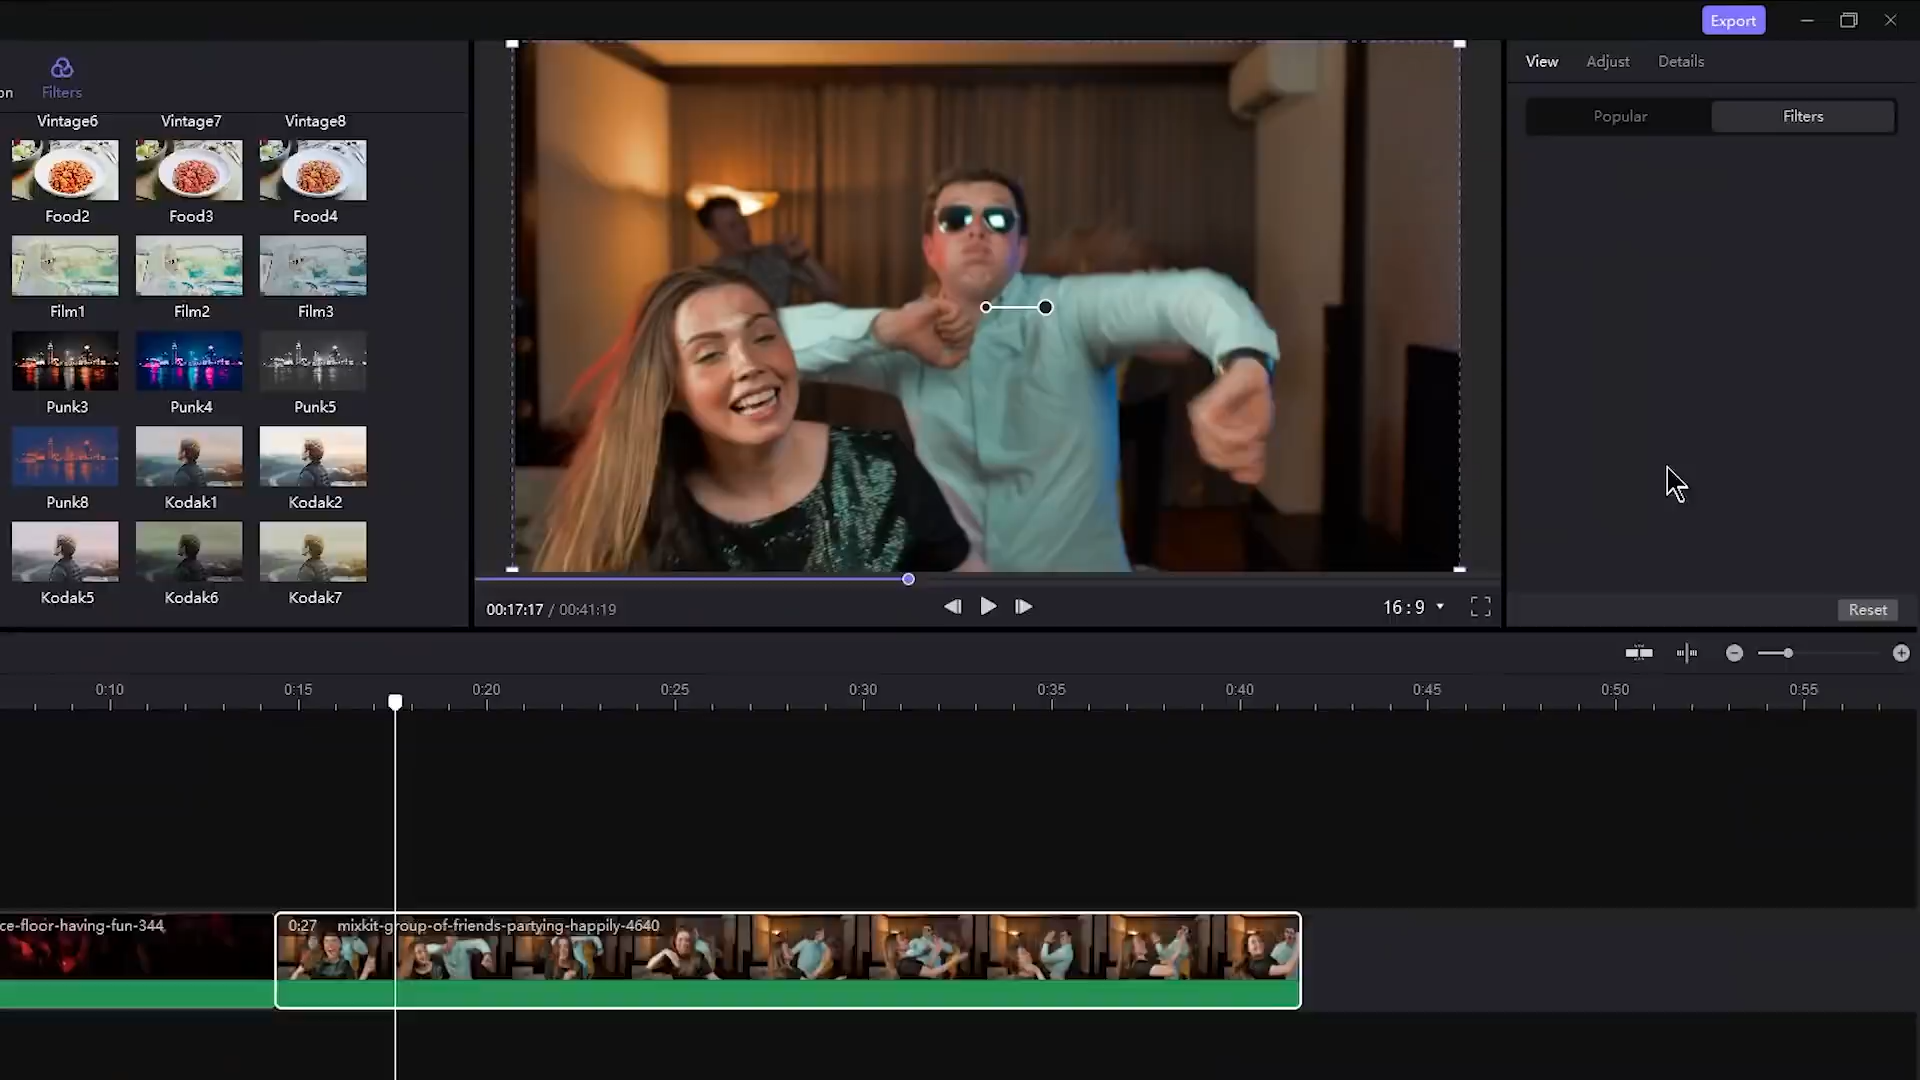 Export
on
Filters
View Adjust Details
Popular Filters
Vintage6 Vintage7 Vintage8
Food2 Food3 Food4
Film1 Film2 Film3
Punk3 Punk4 Punk5
Punk8 Kodak1 Kodak2
Kodak5 Kodak6 Kodak7
00:17:17 / 00:41:19
16:9
Reset
0:10 0:15 0:20 0:25 0:30 0:35 0:40 0:45 0:50 0:55
ce-floor-having-fun-344
0:27 mixkit-group-of-friends-partying-happily-4640